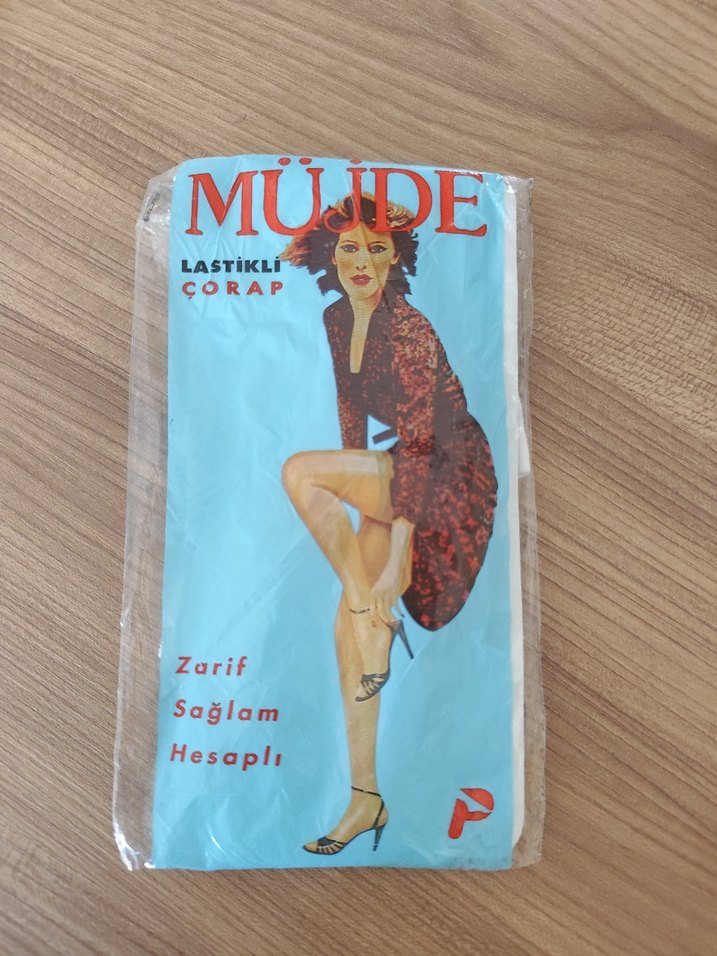 MÜJDE
LASTİKLİ
ÇORAP
Zarif
Sağlam
Hesaplı
P